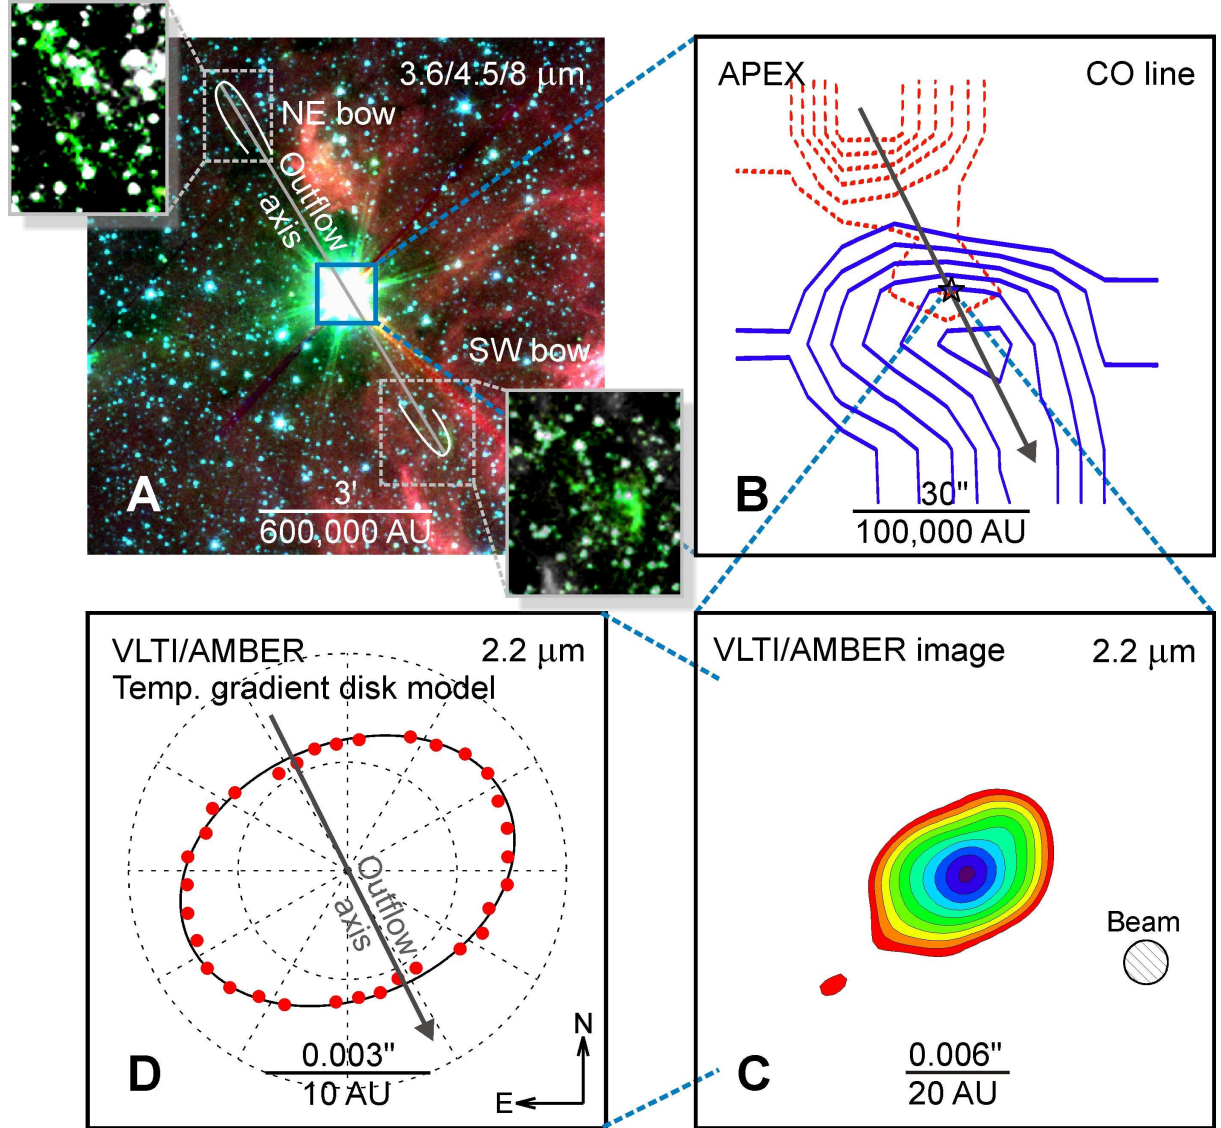 3.6/4.5/8 μm
NE bow
Outflow
axis
SW bow
A
3'
600,000 AU
APEX
CO line
B
30"
100,000 AU
VLTI/AMBER
2.2 μm
Temp. gradient disk model
Outflow
axis
D
0.003"
10 AU
N
E
VLTI/AMBER image
2.2 μm
Beam
C
0.006"
20 AU